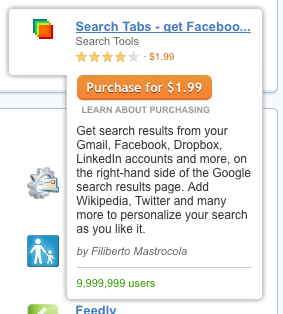 Search Tabs - get Faceboo...
Search Tools
· $1.99
Purchase for $1.99
LEARN ABOUT PURCHASING
Get search results from your
Gmail, Facebook, Dropbox,
LinkedIn accounts and more, on
the right-hand side of the Google
search results page. Add
Wikipedia, Twitter and many
more to personalize your search
as you like it.
by Filiberto Mastrocola
9,999,999 users
Feedly